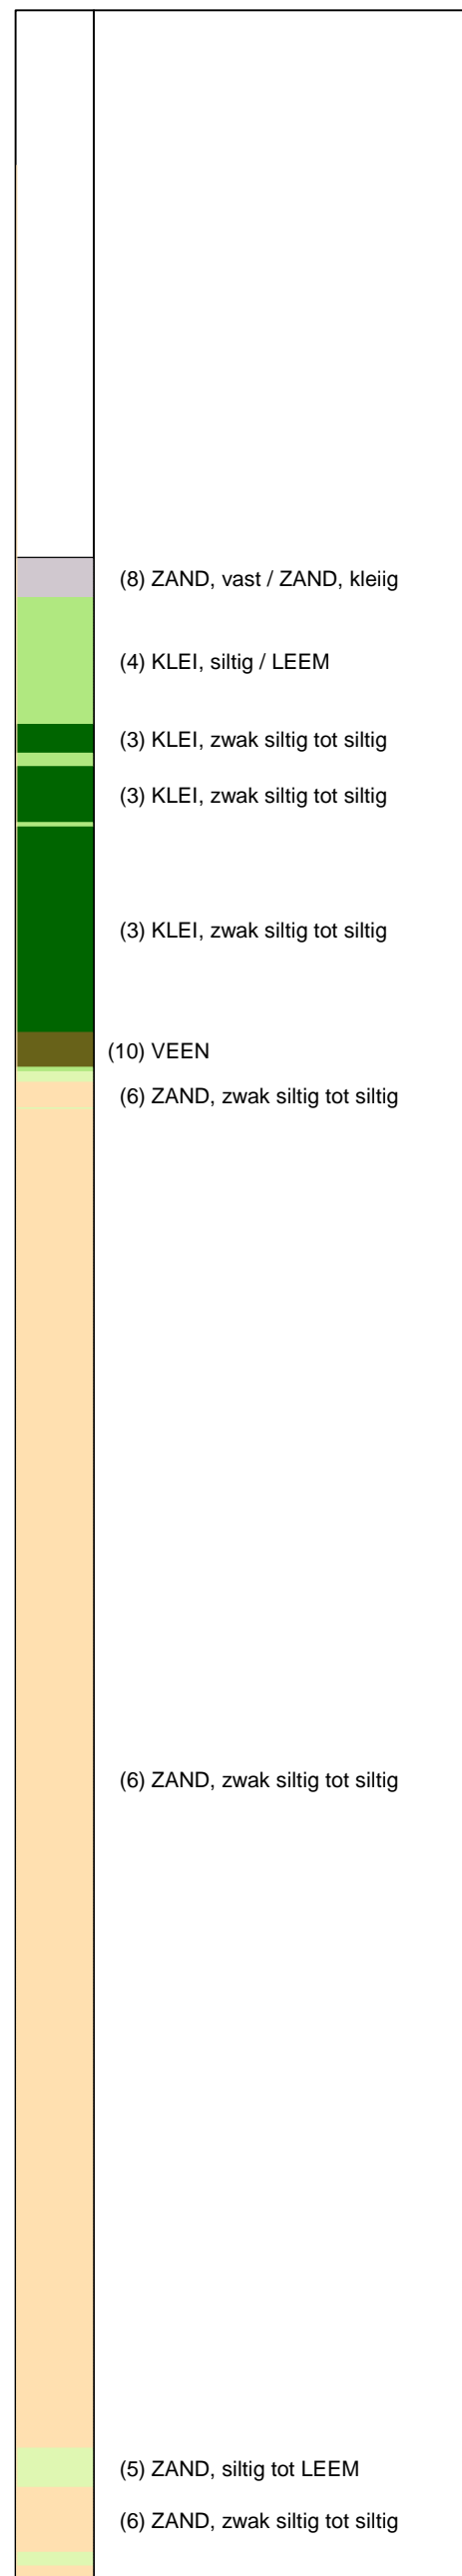 (8) ZAND, vast / ZAND, kleiig
(4) KLEI, siltig / LEEM
(3) KLEI, zwak siltig tot siltig
(3) KLEI, zwak siltig tot siltig
(3) KLEI, zwak siltig tot siltig
(10) VEEN
(6) ZAND, zwak siltig tot siltig
(6) ZAND, zwak siltig tot siltig
(5) ZAND, siltig tot LEEM
(6) ZAND, zwak siltig tot siltig